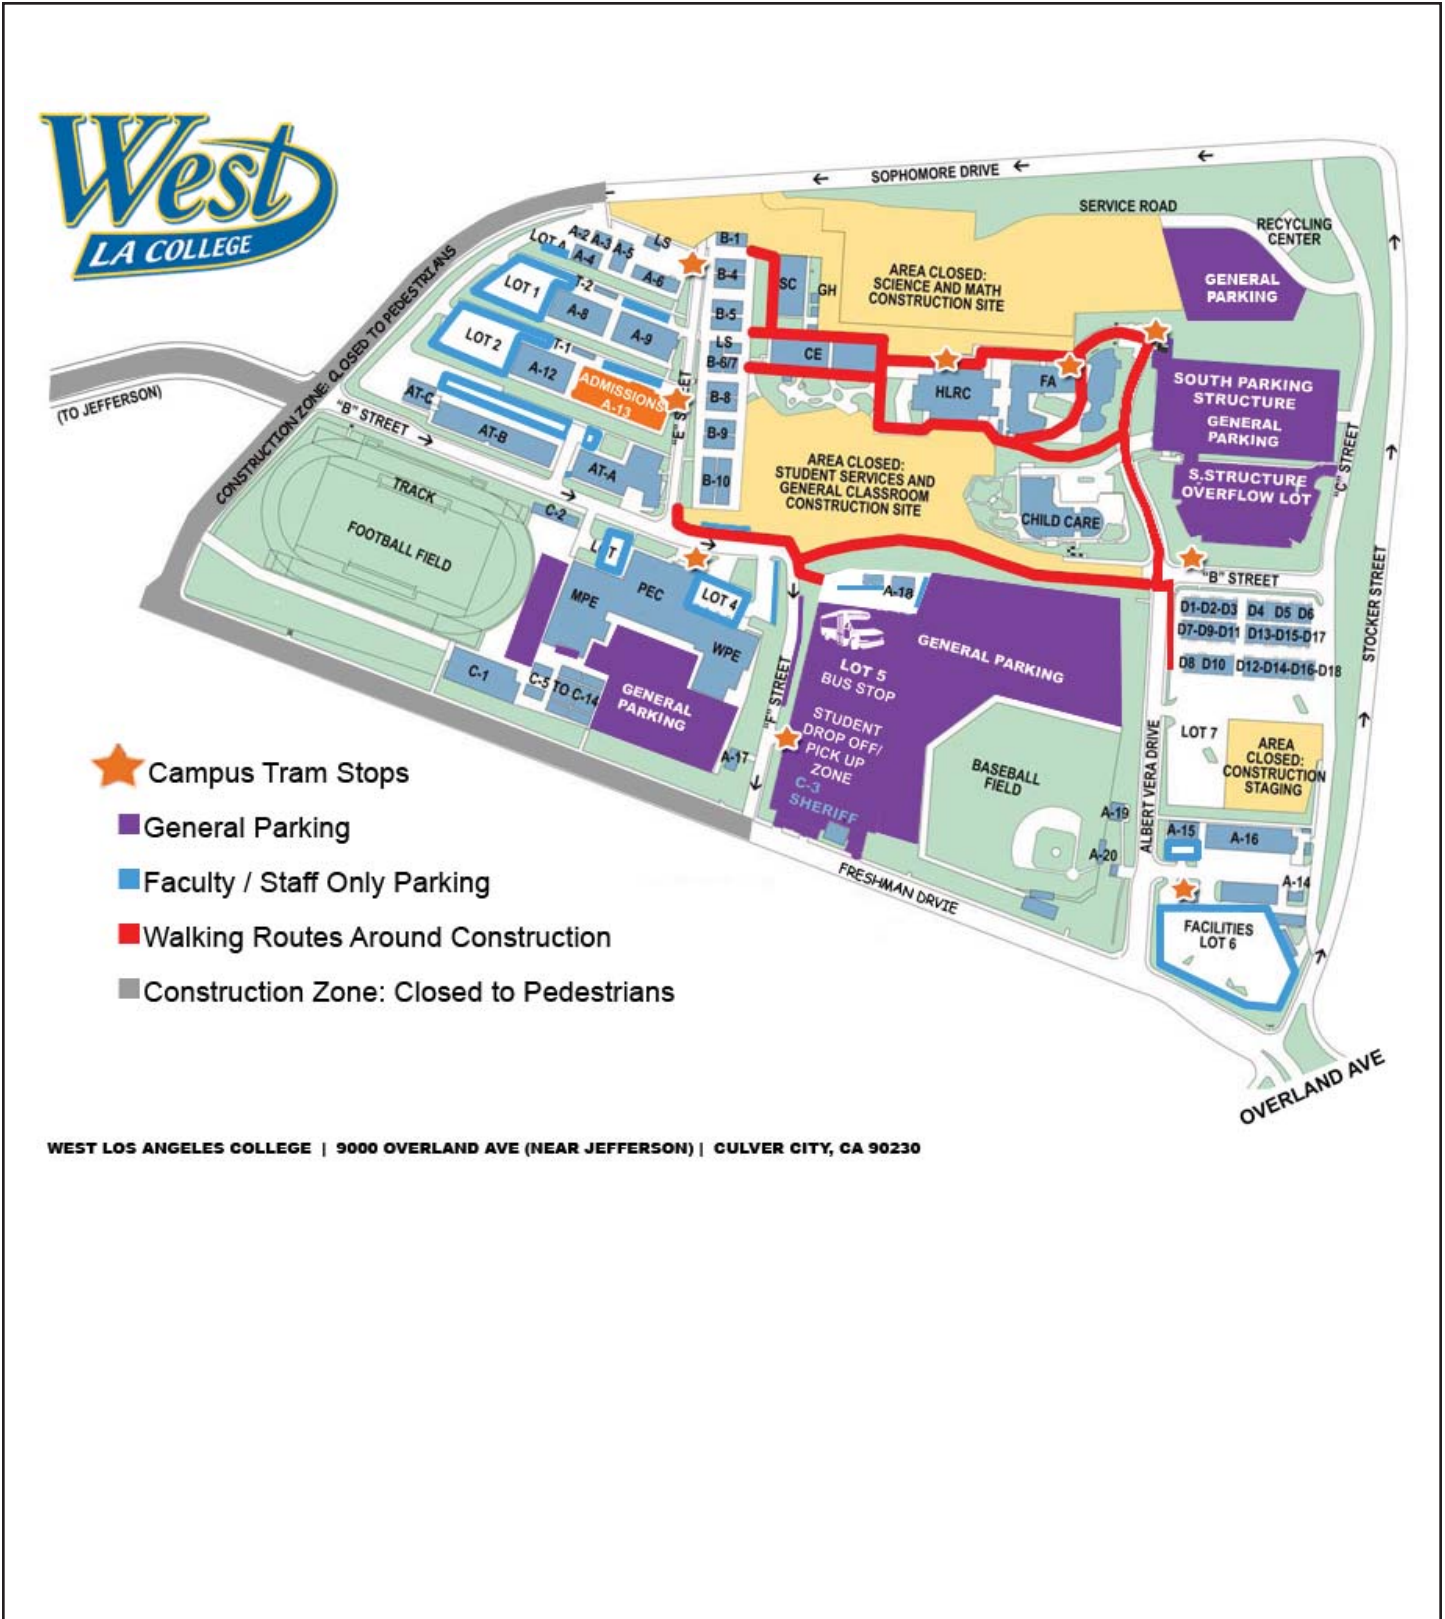 West
LA COLLEGE
SOPHOMORE DRIVE
SERVICE ROAD
RECYCLING
CENTER
GENERAL
PARKING
AREA CLOSED:
SCIENCE AND MATH
CONSTRUCTION SITE
LOT A
A-2
A-3
A-5
A-4
LS
A-6
B-1
B-4
SC
GH
LOT 1
T-2
A-8
A-9
B-5
LS
B-6/7
CE
LOT 2
T-1
A-12
ADMISSIONS
A-13
"E" STREET
B-8
B-9
B-10
HLRC
FA
SOUTH PARKING
STRUCTURE
GENERAL
PARKING
S.STRUCTURE
OVERFLOW LOT
"C" STREET
STOCKER STREET
CONSTRUCTION ZONE: CLOSED TO PEDESTRIANS
(TO JEFFERSON)
AT-C
"B" STREET
AT-B
AT-A
AREA CLOSED:
STUDENT SERVICES AND
GENERAL CLASSROOM
CONSTRUCTION SITE
CHILD CARE
TRACK
FOOTBALL FIELD
C-2
MPE
PEC
LOT 4
WPE
A-18
"B" STREET
D1-D2-D3 D4 D5 D6
D7-D9-D11 D13-D15-D17
D8 D10 D12-D14-D16-D18
C-1
C-5 TO C-14
GENERAL
PARKING
A-17
"F" STREET
LOT 5
BUS STOP
GENERAL PARKING
STUDENT
DROP OFF/
PICK UP
ZONE
C-3
SHERIFF
BASEBALL
FIELD
A-19
A-20
ALBERT VERA DRIVE
LOT 7
AREA
CLOSED:
CONSTRUCTION
STAGING
A-15
A-16
A-14
FACILITIES
LOT 6
FRESHMAN DRVIE
OVERLAND AVE
Campus Tram Stops
General Parking
Faculty / Staff Only Parking
Walking Routes Around Construction
Construction Zone: Closed to Pedestrians
WEST LOS ANGELES COLLEGE | 9000 OVERLAND AVE (NEAR JEFFERSON) | CULVER CITY, CA 90230